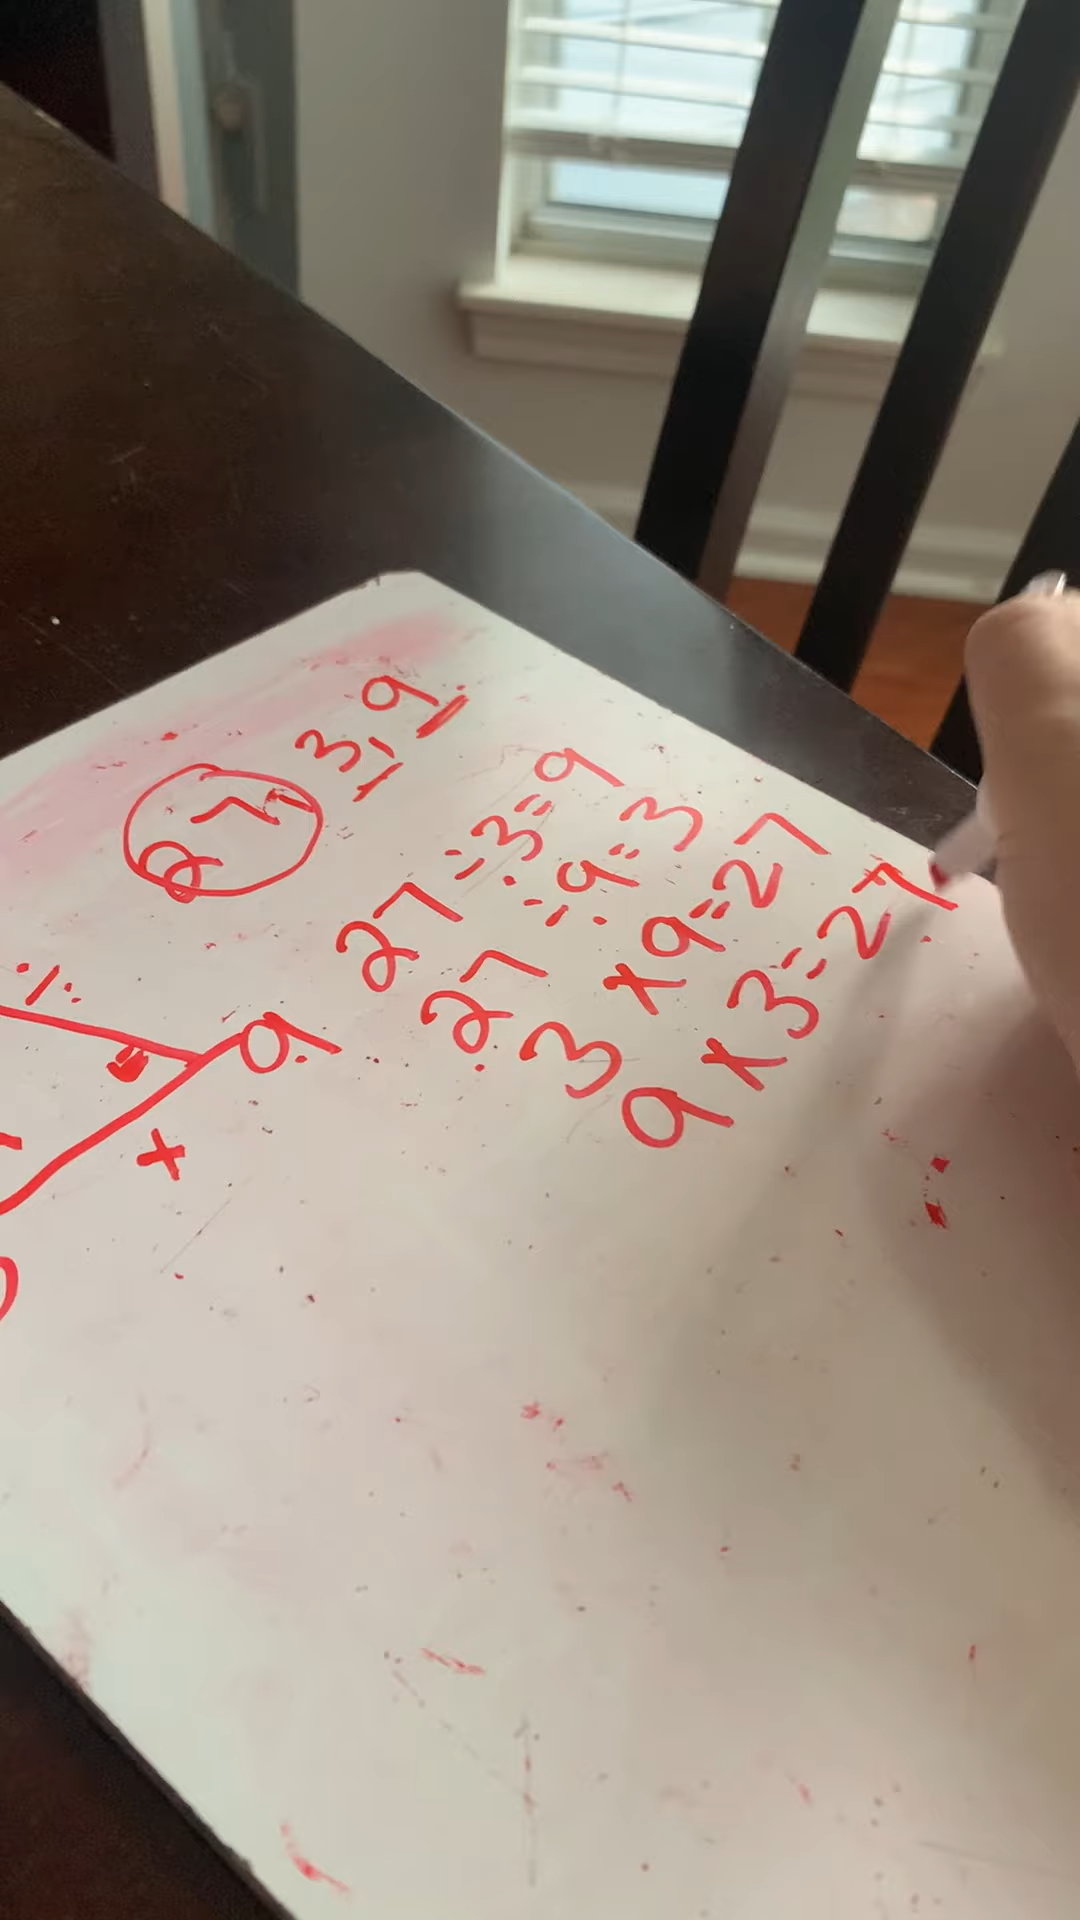 27 3, 9
27 ÷ 3 = 9
27 ÷ 9 = 3
3 x 9 = 27
9 x 3 = 27
÷
9
x